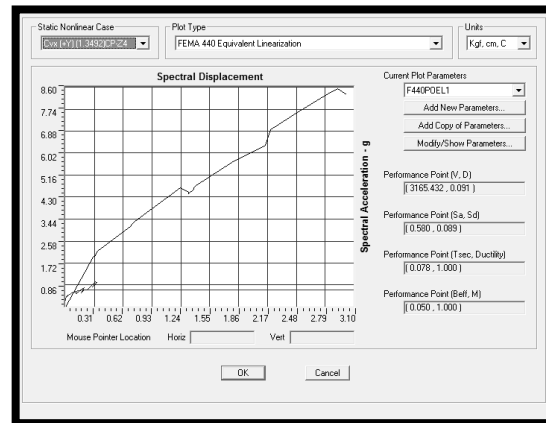 Static Nonlinear Case
Cvx (+Y) (1.3492)CP-Z4
Plot Type
FEMA 440 Equivalent Linearization
Units
Kgf, cm, C
Spectral Displacement
8.60
7.74
6.88
6.02
5.16
4.30
3.44
2.58
1.72
0.86
0.31 0.62 0.93 1.24 1.55 1.86 2.17 2.48 2.79 3.10
Spectral Acceleration - g
Mouse Pointer Location Horiz Vert
Current Plot Parameters
F440POEL1
Add New Parameters...
Add Copy of Parameters...
Modify/Show Parameters...
Performance Point (V, D)
( 3165.432 , 0.091 )
Performance Point (Sa, Sd)
( 0.580 , 0.089 )
Performance Point (Tsec, Ductility)
( 0.078 , 1.000 )
Performance Point (Beff, M)
( 0.050 , 1.000 )
OK Cancel